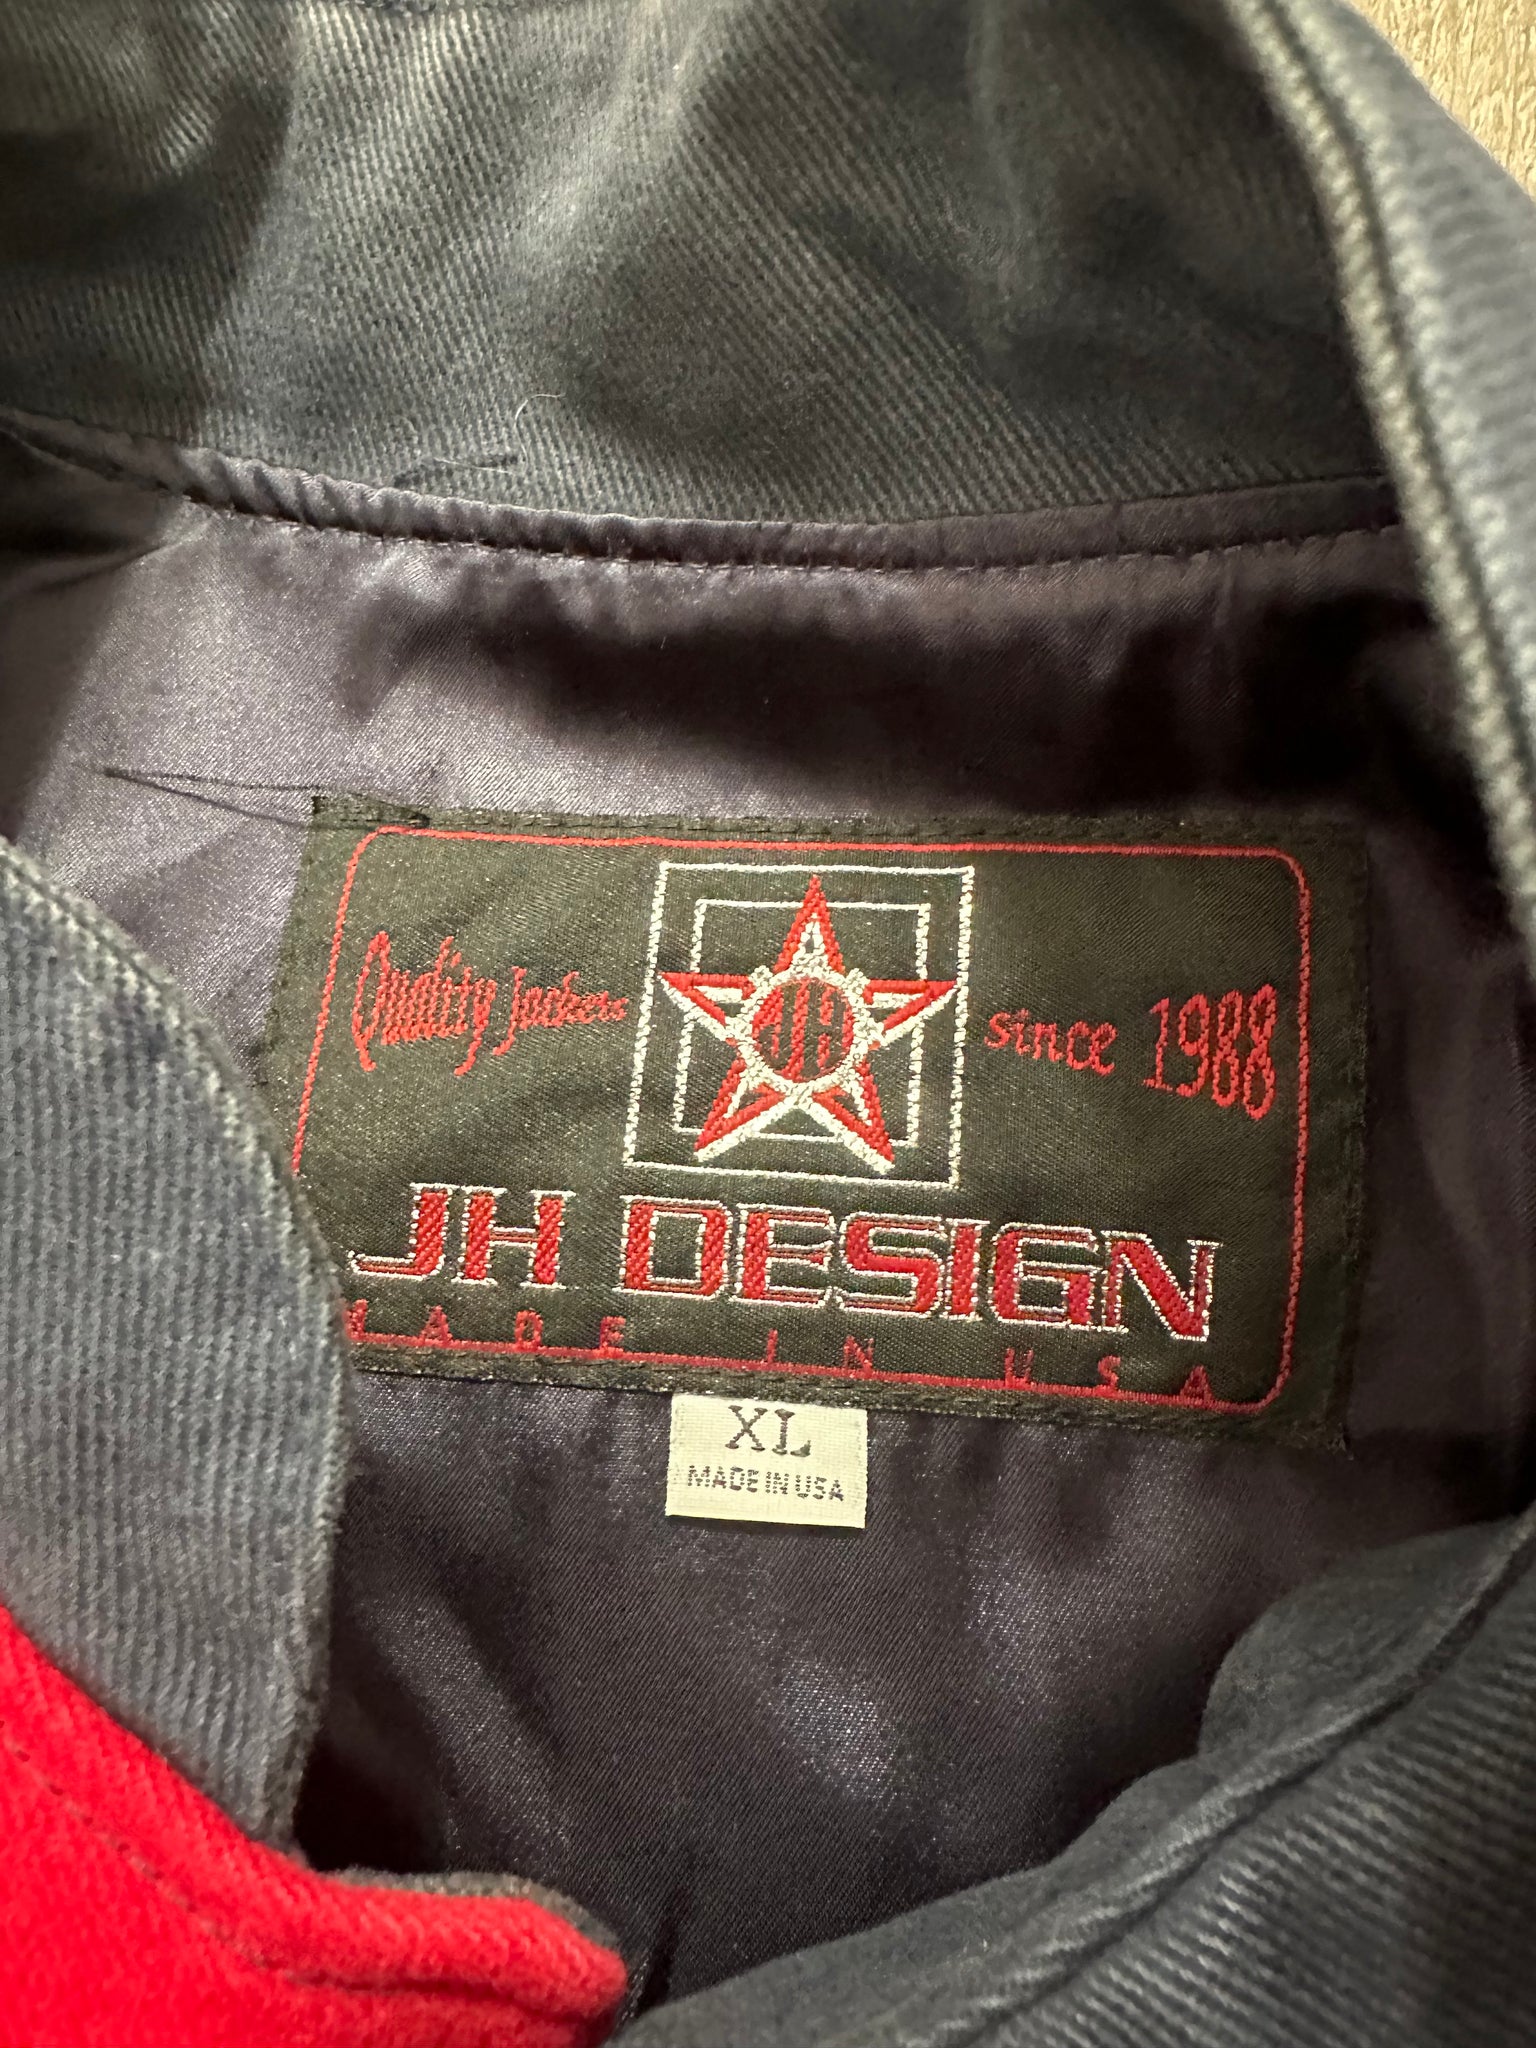 Quality Jackets
since 1988
JH
JH DESIGN
MADE IN USA
XL
MADE IN USA